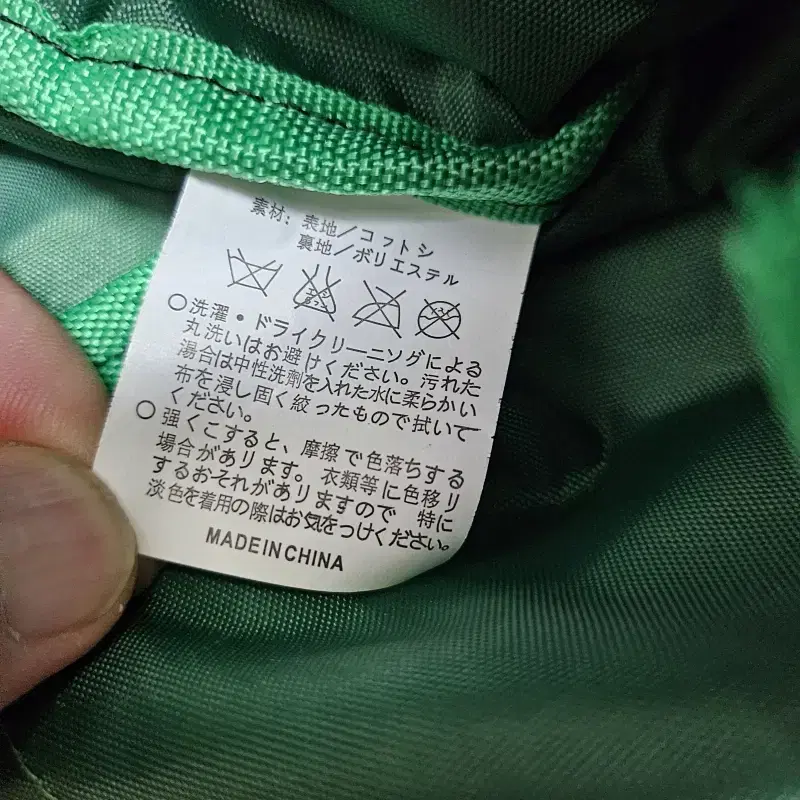 素材: 表地／コットシ
裏地／ポリエステル
○洗濯・ドライクリーニングによる
丸洗いはお避けください。汚れた
場合は中性洗剤を入れた水に柔らかい
布を浸し固く絞ったもので拭いて
ください。
○強くこすると、摩擦で色落ちする
場合があります。衣類等に色移り
するおそれがありますので 特に
淡色を着用の際はお気をつけください。
MADE IN CHINA